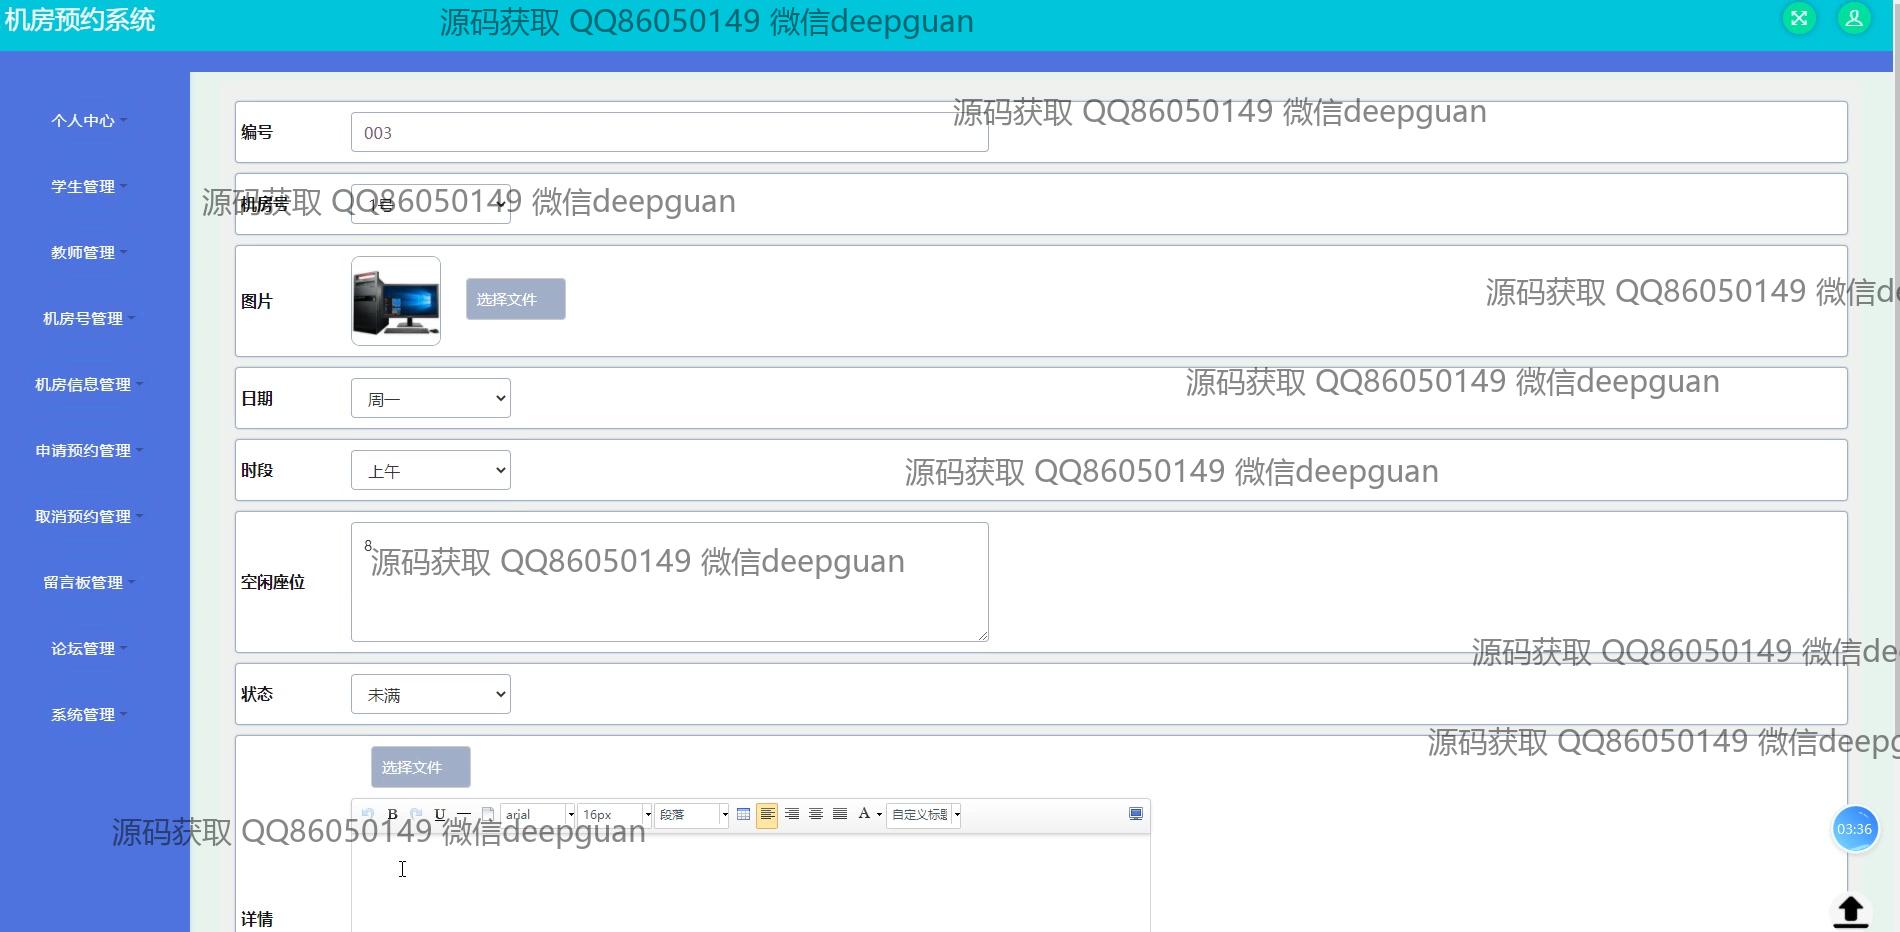 机房预约系统
源码获取 QQ86050149 微信deepguan
个人中心
学生管理
教师管理
机房号管理
机房信息管理
申请预约管理
取消预约管理
留言板管理
论坛管理
系统管理
源码获取 QQ86050149 微信deepguan
编号
003
源码获取 QQ86050149 微信deepguan
机房号
1号
图片
选择文件
源码获取 QQ86050149 微信de
源码获取 QQ86050149 微信deepguan
日期
周一
时段
上午
源码获取 QQ86050149 微信deepguan
空闲座位
8
源码获取 QQ86050149 微信deepguan
源码获取 QQ86050149 微信de
状态
未满
源码获取 QQ86050149 微信deepg
选择文件
B U arial 16px 段落 A 自定义标题
源码获取 QQ86050149 微信deepguan
03:36
详情